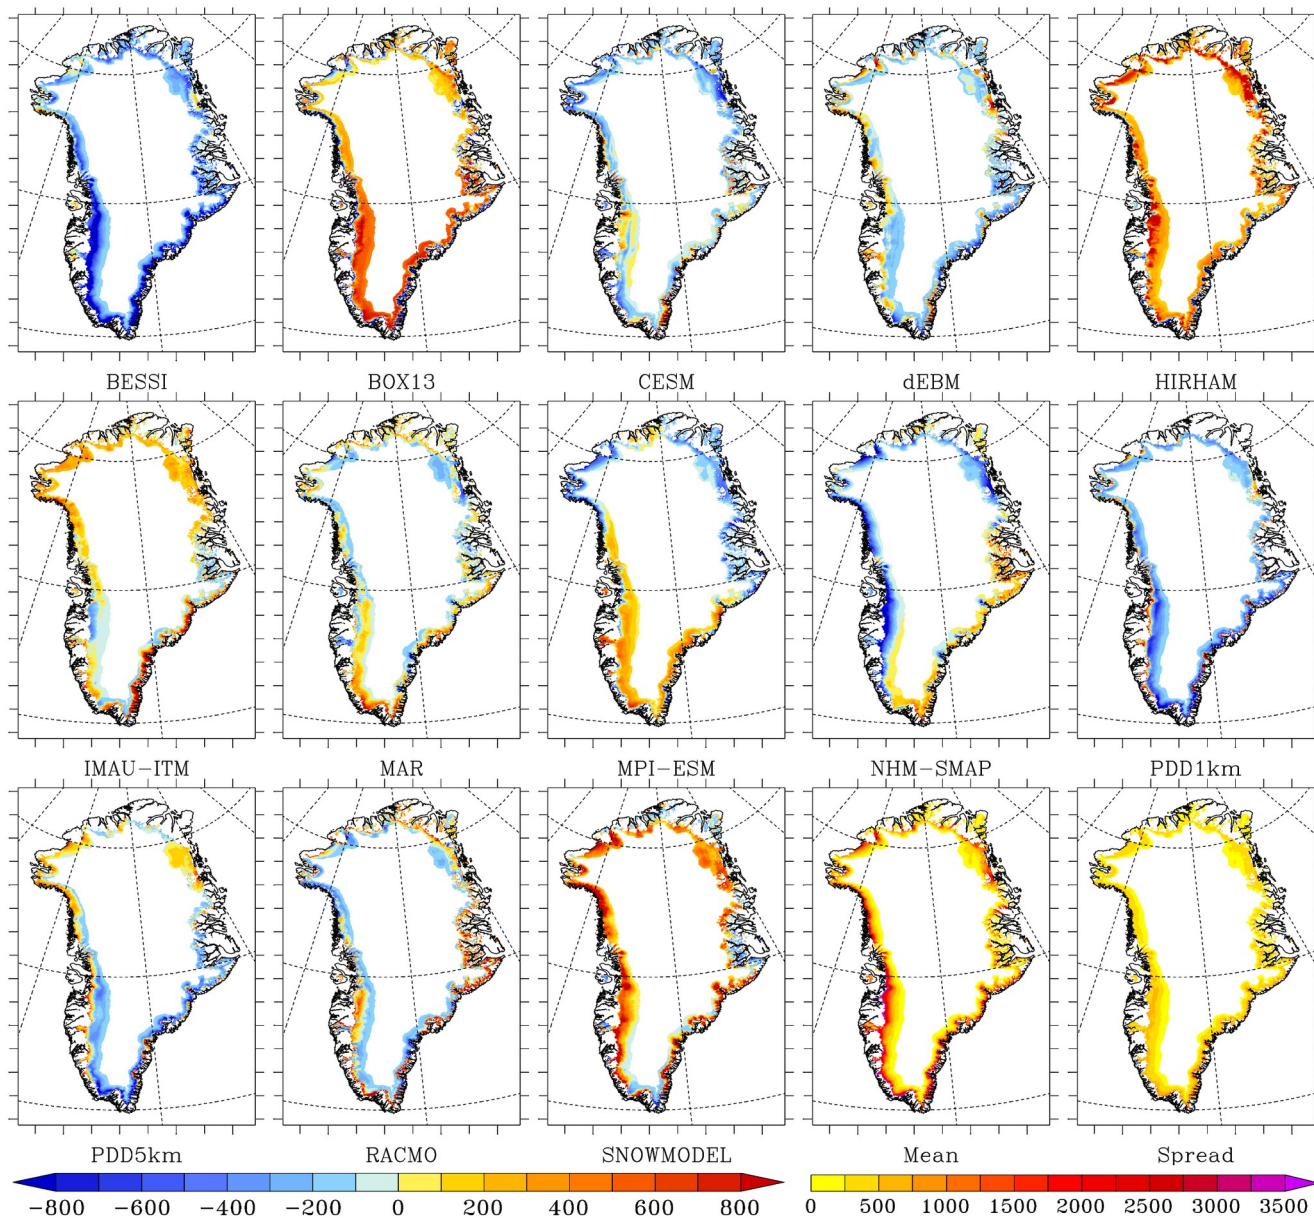 BESSI BOX13 CESM dEBM HIRHAM
IMAU-ITM MAR MPI-ESM NHM-SMAP PDD1km
PDD5km RACMO SNOWMODEL Mean Spread
-800 -600 -400 -200 0 200 400 600 800
0 500 1000 1500 2000 2500 3000 3500